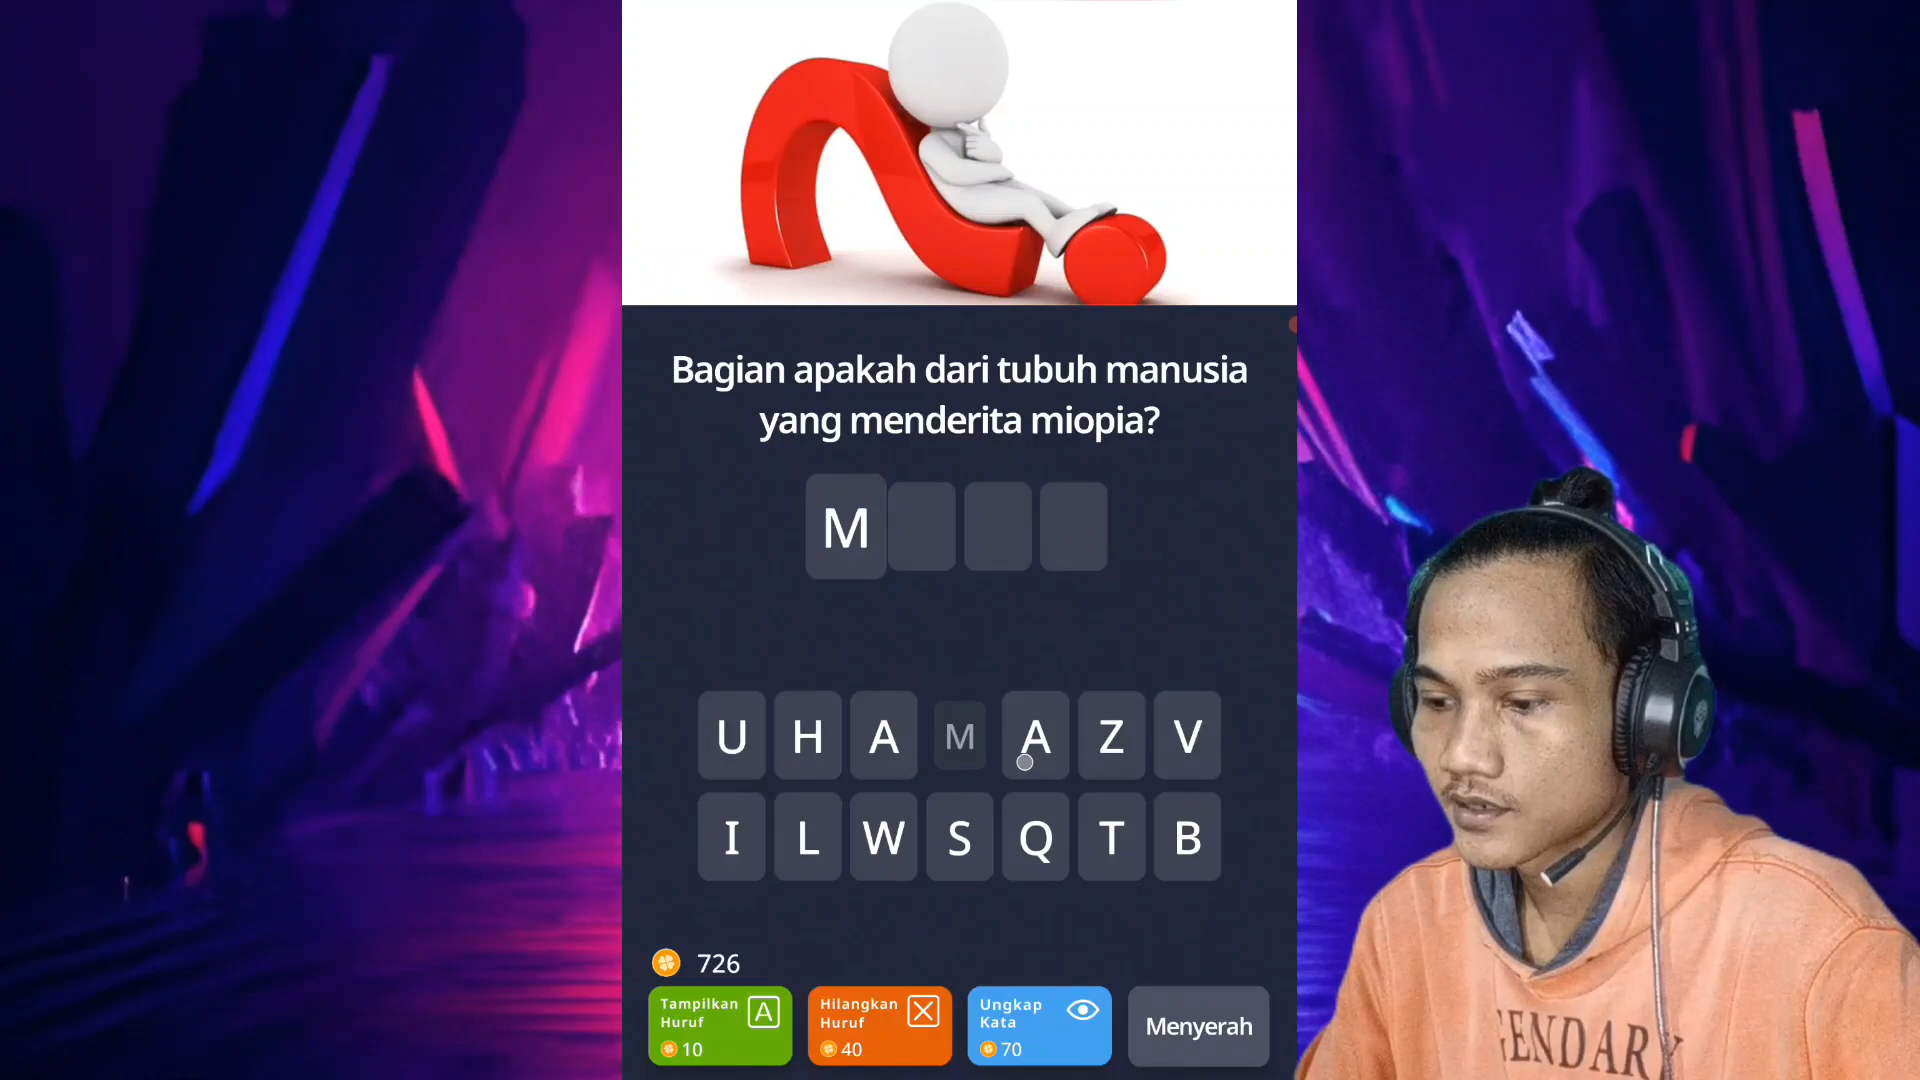 Bagian apakah dari tubuh manusia
yang menderita miopia?
M
U H A M A Z V
I L W S Q T B
726
Tampilkan
Huruf
A
10
Hilangkan
Huruf
40
Ungkap
Kata
70
Menyerah